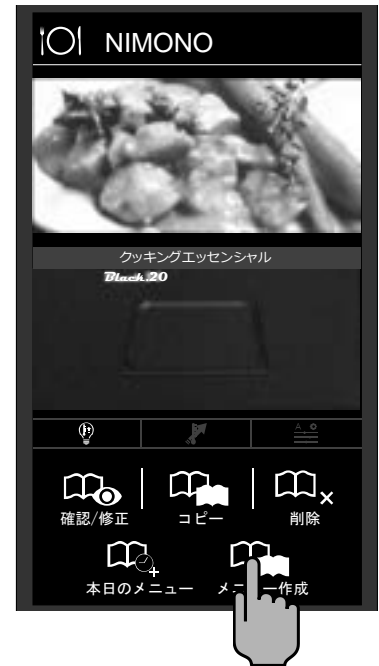 NIMONO
クッキングエッセンシャル
Black.20
A
確認/修正
コピー
削除
本日のメニュー
メニュー作成